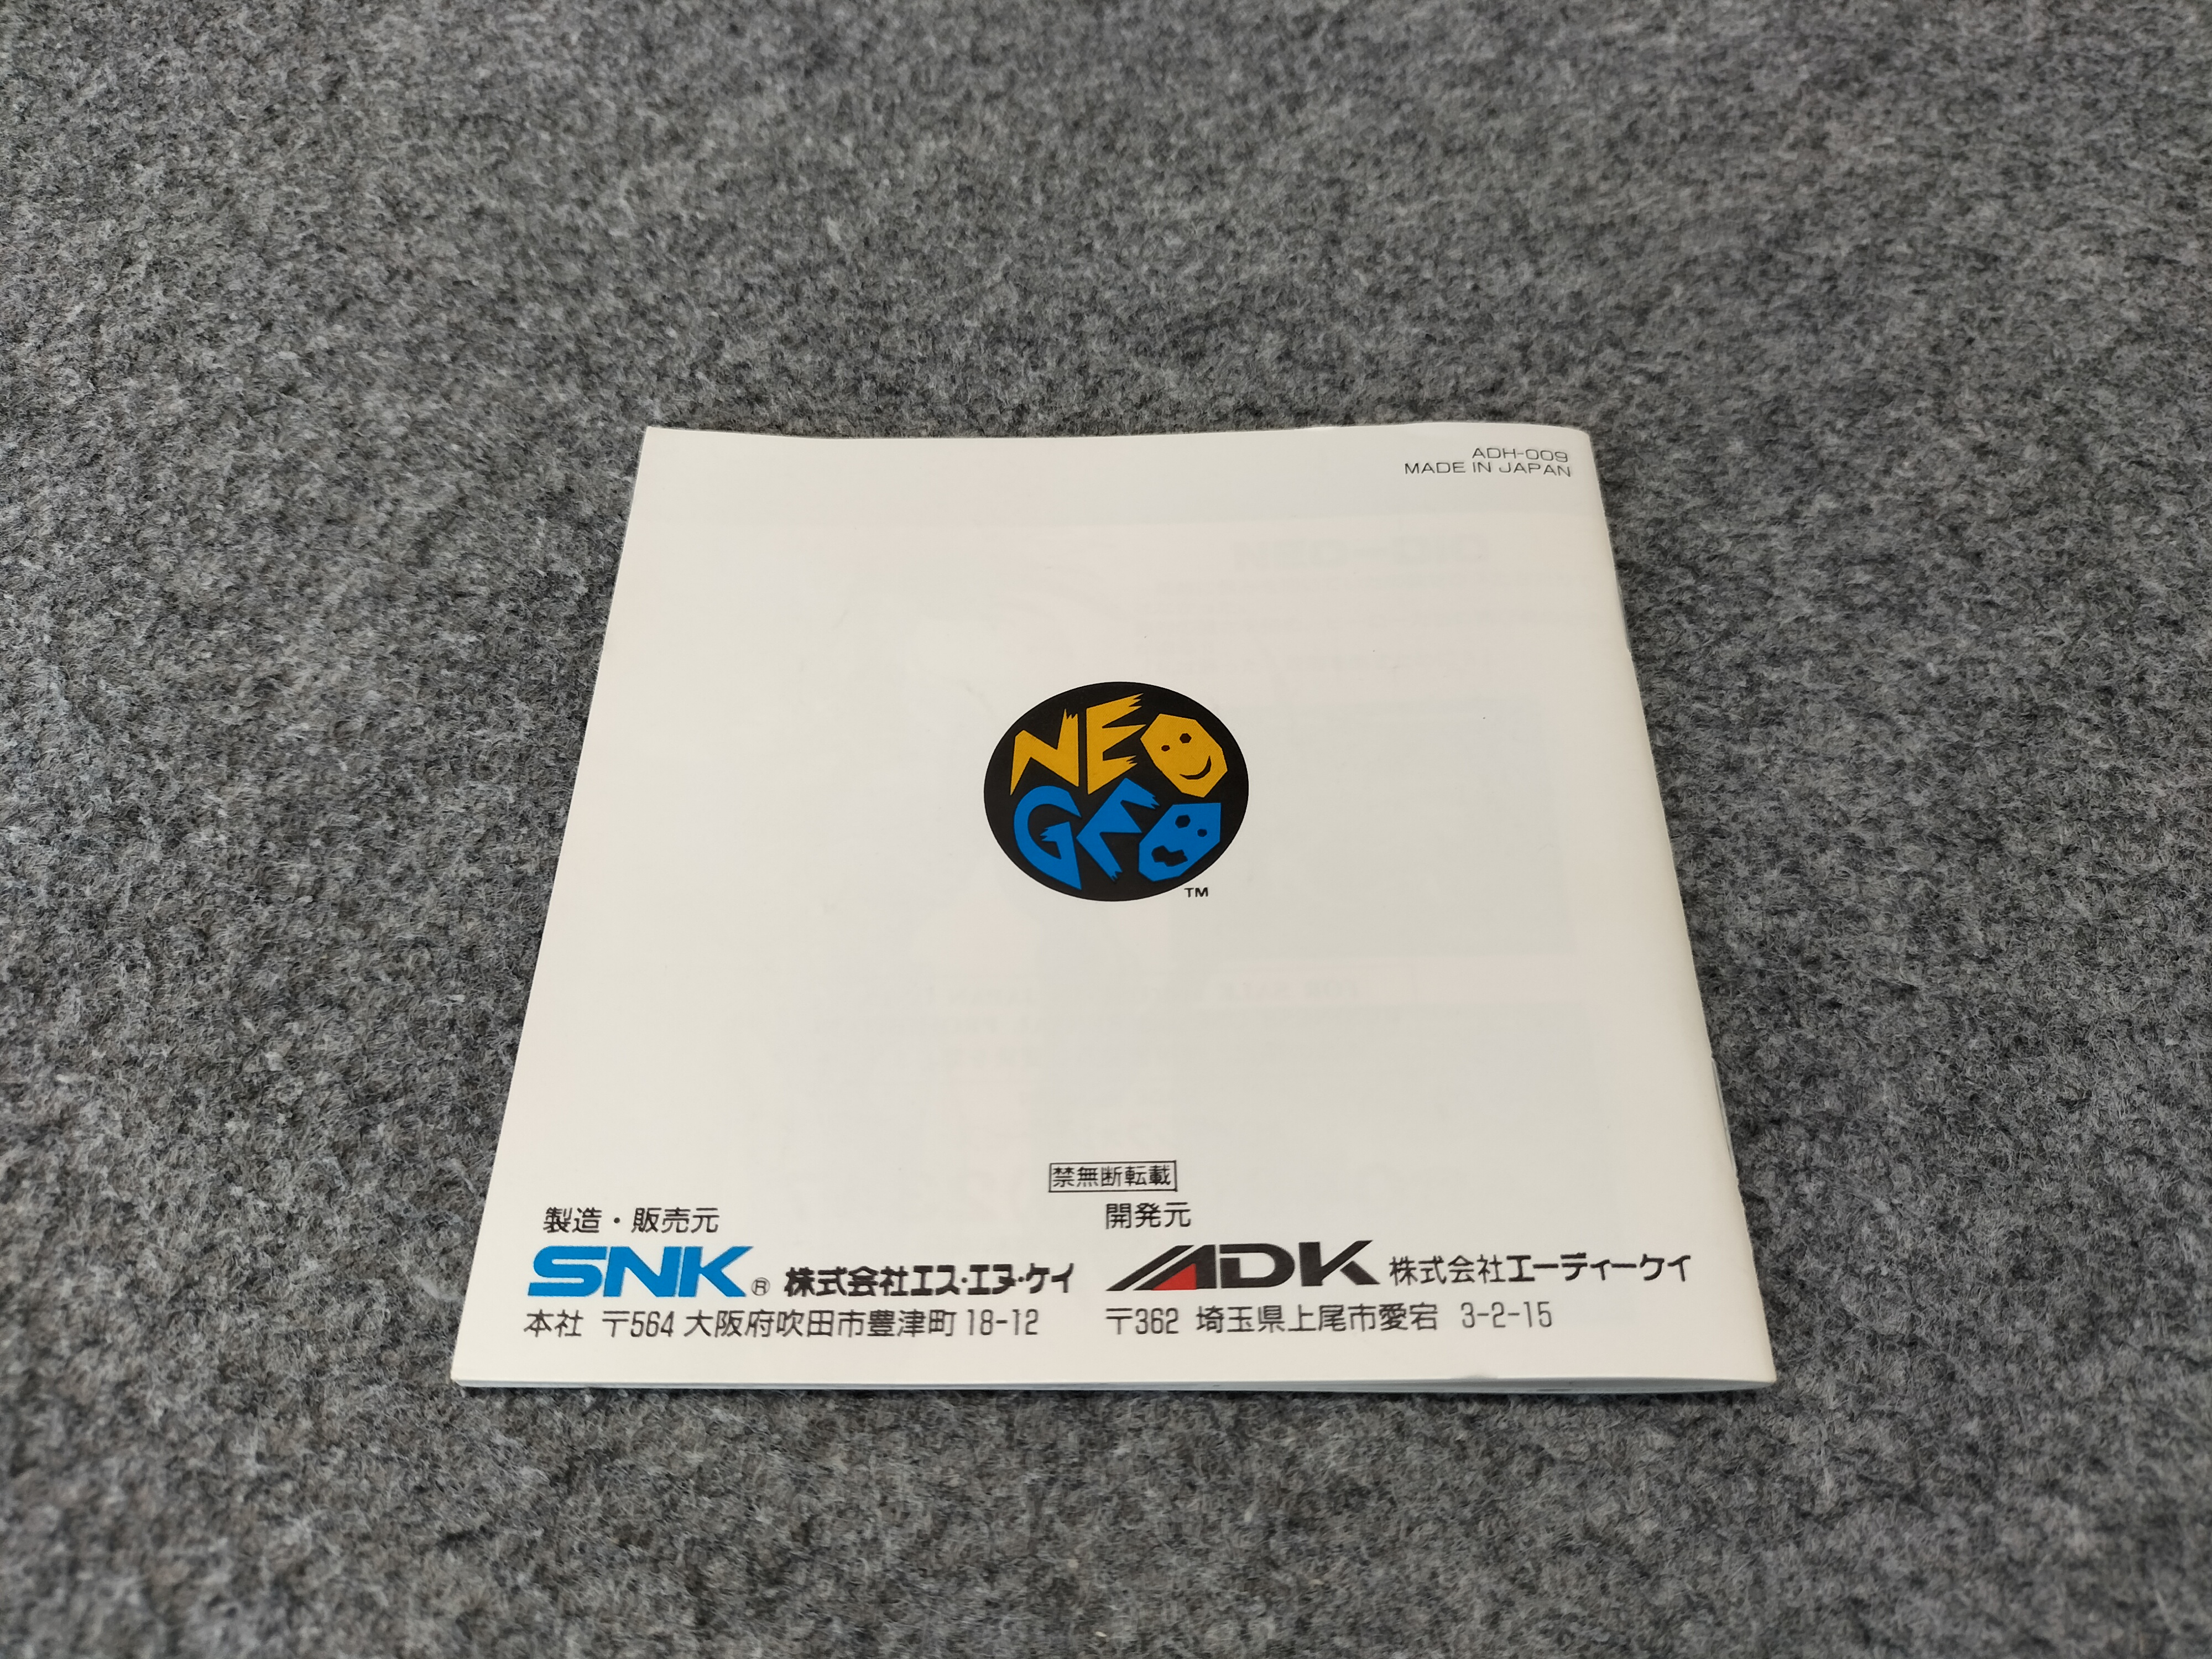 ADH-009
MADE IN JAPAN
NEO
GEO
TM
禁無断転載
製造・販売元
SNK® 株式会社エス・エヌ・ケイ
本社 〒564 大阪府吹田市豊津町 18-12
開発元
ADK 株式会社エーディーケイ
〒362 埼玉県上尾市愛宕 3-2-15